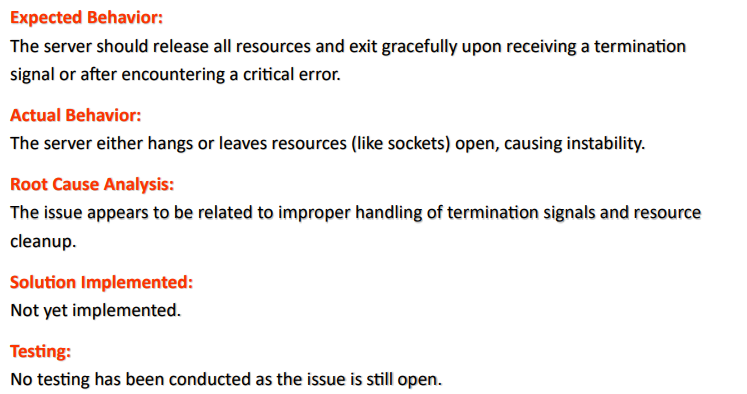 Expected Behavior:
The server should release all resources and exit gracefully upon receiving a termination
signal or after encountering a critical error.
Actual Behavior:
The server either hangs or leaves resources (like sockets) open, causing instability.
Root Cause Analysis:
The issue appears to be related to improper handling of termination signals and resource
cleanup.
Solution Implemented:
Not yet implemented.
Testing:
No testing has been conducted as the issue is still open.